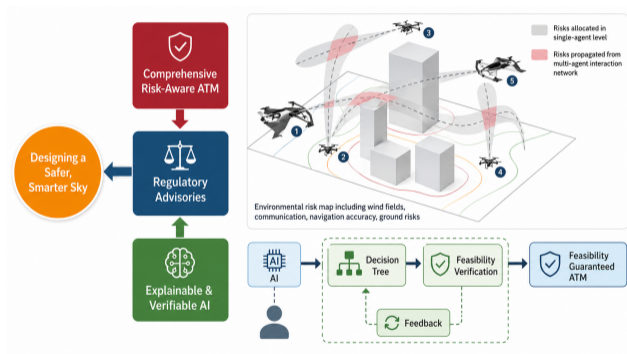 Comprehensive
Risk-Aware ATM
Designing a
Safer,
Smarter Sky
Regulatory
Advisories
Explainable &
Verifiable AI
3
5
1
2
4
Risks allocated in
single-agent level
Risks propagated from
multi-agent interaction
network
Environmental risk map including wind fields,
communication, navigation accuracy, ground risks
AI
AI
Decision
Tree
Feasibility
Verification
Feasibility
Guaranteed
ATM
Feedback